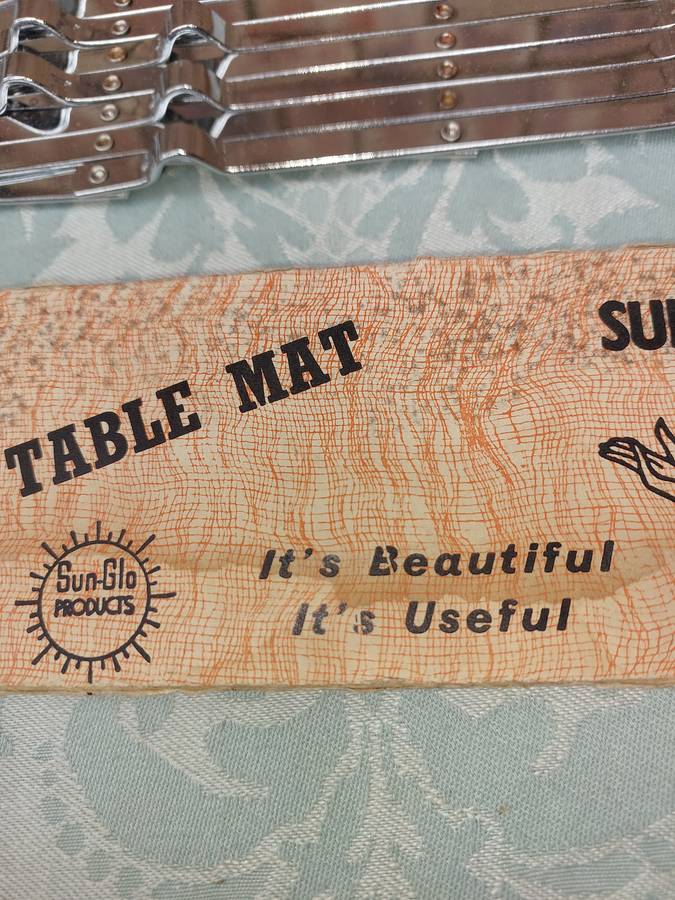 TABLE MAT
Sun-Glo
PRODUCTS
It's Beautiful
It's Useful